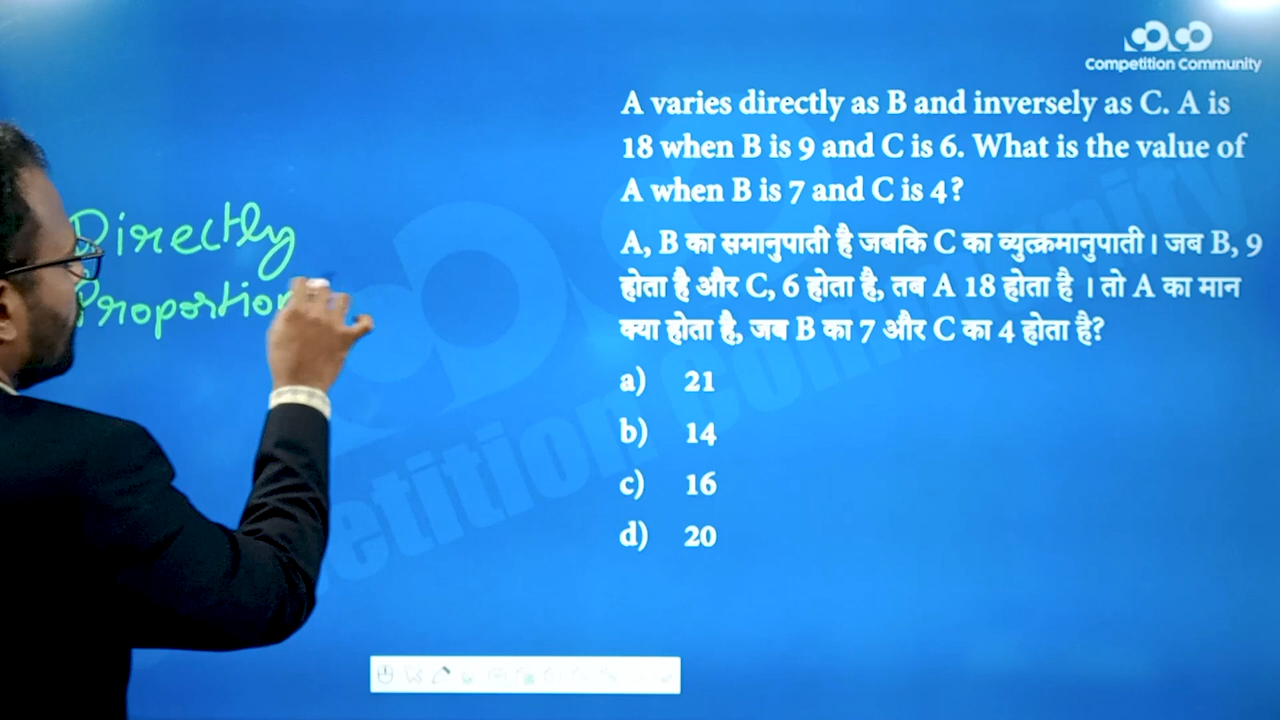 Competition Community
A varies directly as B and inversely as C. A is
18 when B is 9 and C is 6. What is the value of
A when B is 7 and C is 4?
A, B का समानुपाती है जबकि C का व्युत्क्रमानुपाती । जब B, 9
होता है और C, 6 होता है, तब A 18 होता है । तो A का मान
क्या होता है, जब B का 7 और C का 4 होता है?
a) 21
b) 14
c) 16
d) 20
Directly
Proportion